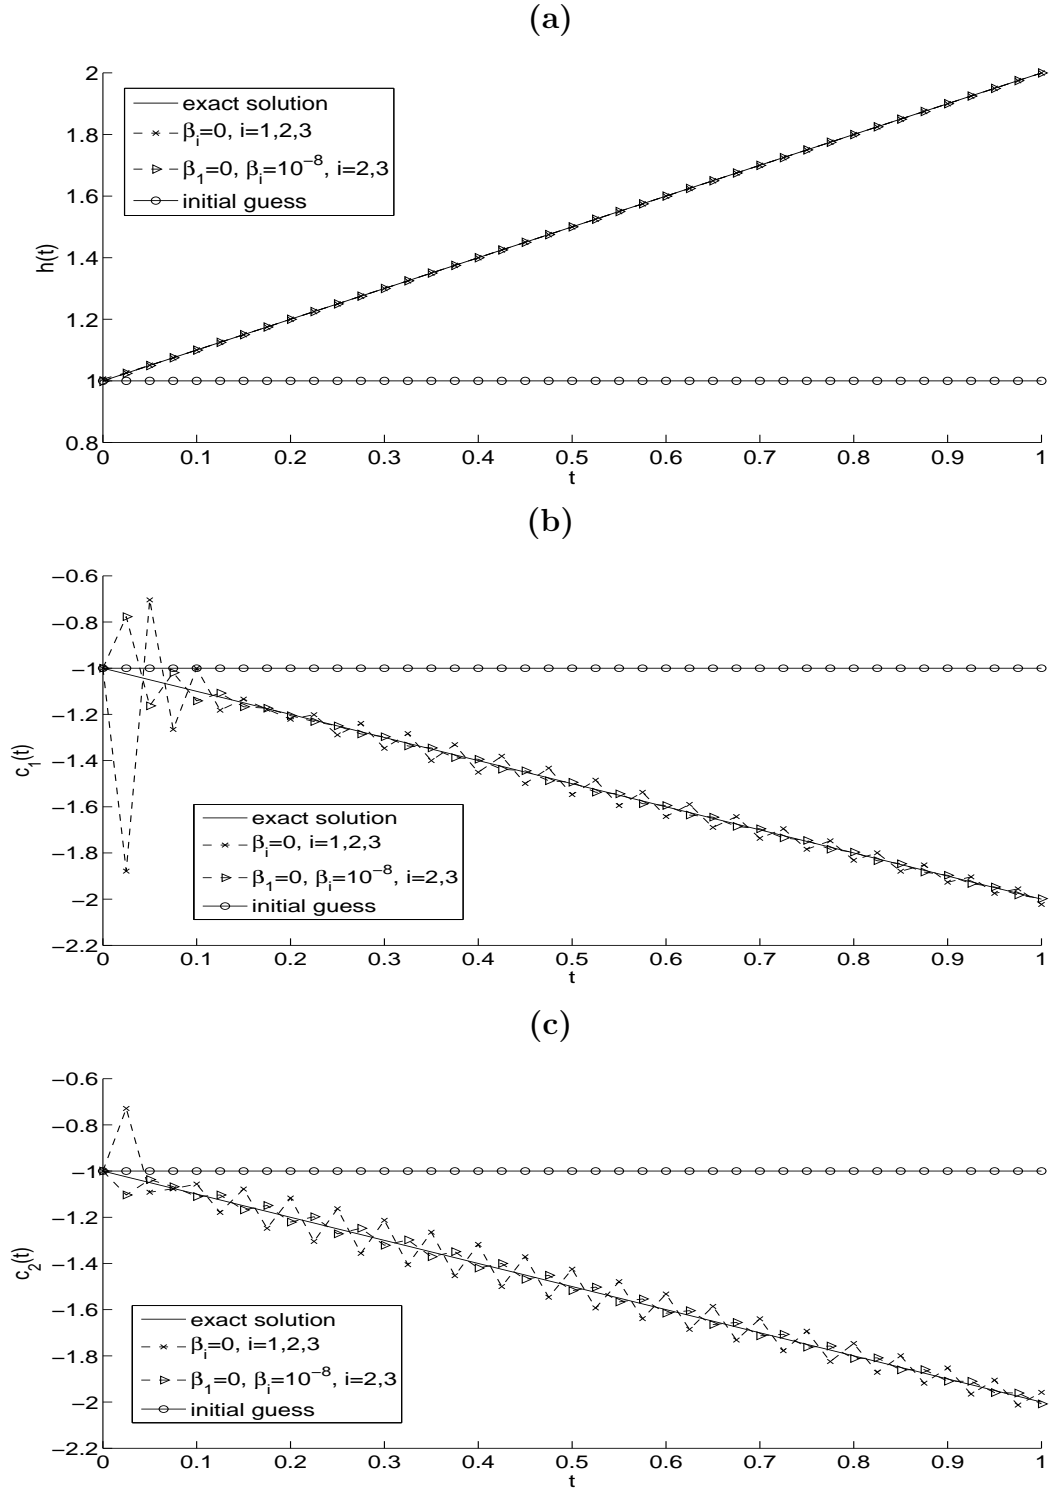 (a)
2
1.8
1.6
1.4
1.2
1
0.8
h(t)
exact solution
β_i=0, i=1,2,3
β_1=0, β_i=10^{−8}, i=2,3
initial guess
0 0.1 0.2 0.3 0.4 0.5 0.6 0.7 0.8 0.9 1
t
(b)
−0.6
−0.8
−1
−1.2
−1.4
−1.6
−1.8
−2
−2.2
c_1(t)
exact solution
β_i=0, i=1,2,3
β_1=0, β_i=10^{−8}, i=2,3
initial guess
0 0.1 0.2 0.3 0.4 0.5 0.6 0.7 0.8 0.9 1
t
(c)
−0.6
−0.8
−1
−1.2
−1.4
−1.6
−1.8
−2
−2.2
c_2(t)
exact solution
β_i=0, i=1,2,3
β_1=0, β_i=10^{−8}, i=2,3
initial guess
0 0.1 0.2 0.3 0.4 0.5 0.6 0.7 0.8 0.9 1
t